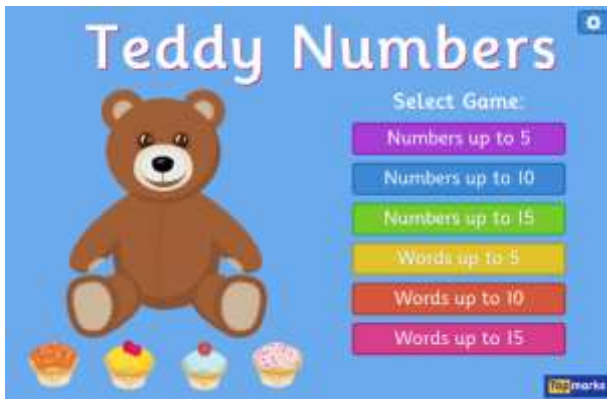 Teddy Numbers
Select Game:
Numbers up to 5
Numbers up to 10
Numbers up to 15
Words up to 5
Words up to 10
Words up to 15
Topmarks